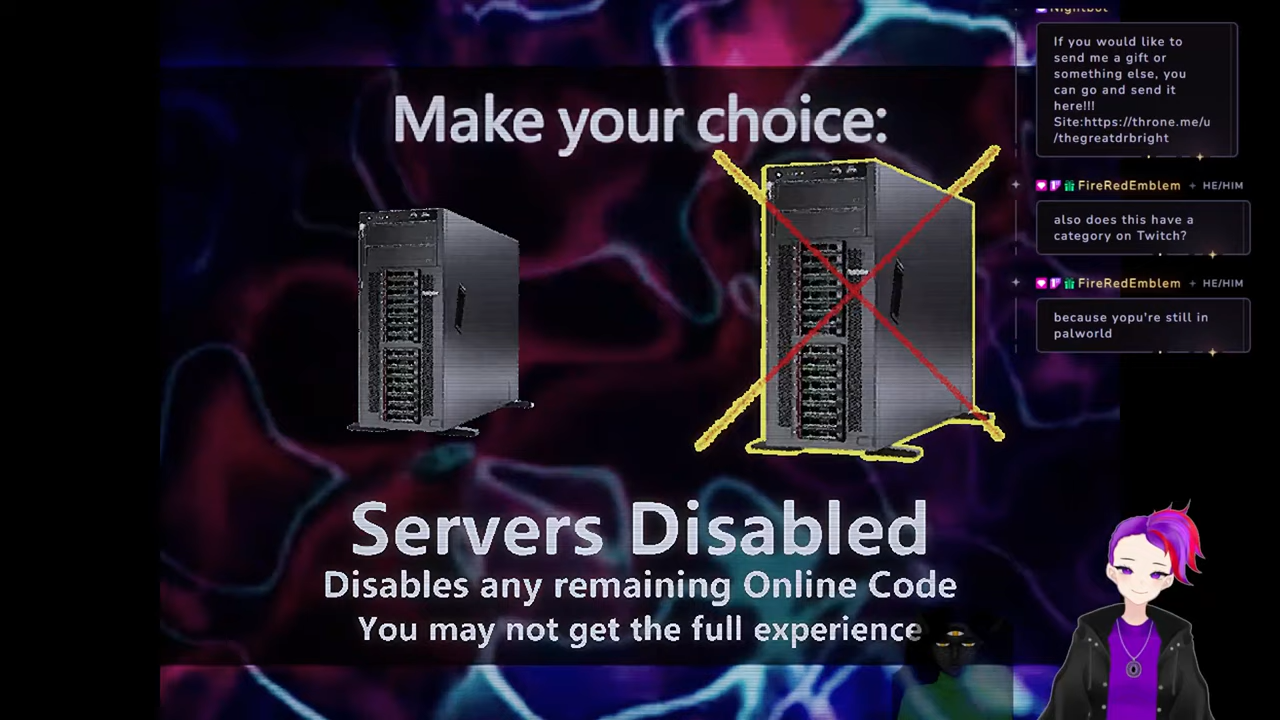 Make your choice:
Servers Disabled
Disables any remaining Online Code
You may not get the full experience
Nightbot
If you would like to
send me a gift or
something else, you
can go and send it
here!!!
Site:https://throne.me/u
/thegreatdrbright
FireRedEmblem + HE/HIM
also does this have a
category on Twitch?
FireRedEmblem + HE/HIM
because yopu're still in
palworld